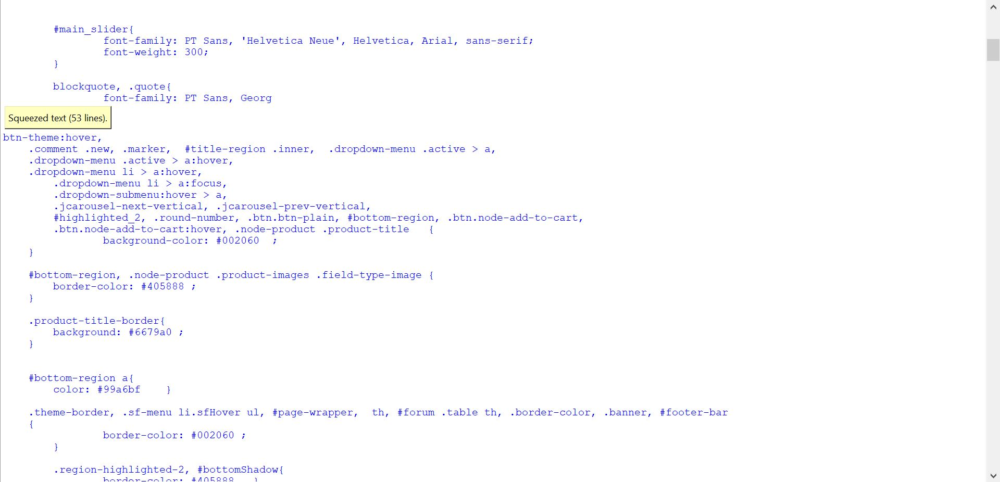 #main_slider{
font-family: PT Sans, 'Helvetica Neue', Helvetica, Arial, sans-serif;
font-weight: 300;
}
blockquote, .quote{
font-family: PT Sans, Georg
Squeezed text (53 lines).
btn-theme:hover,
.comment .new, .marker,  #title-region .inner,  .dropdown-menu .active > a,
.dropdown-menu .active > a:hover,
.dropdown-menu li > a:hover,
.dropdown-menu li > a:focus,
.dropdown-submenu:hover > a,
.jcarousel-next-vertical, .jcarousel-prev-vertical,
#highlighted_2, .round-number, .btn.btn-plain, #bottom-region, .btn.node-add-to-cart,
.btn.node-add-to-cart:hover, .node-product .product-title   {
background-color: #002060  ;
}
#bottom-region, .node-product .product-images .field-type-image {
border-color: #405888 ;
}
.product-title-border{
background: #6679a0 ;
}
#bottom-region a{
color: #99a6bf    }
.theme-border, .sf-menu li.sfHover ul, #page-wrapper,  th, #forum .table th, .border-color, .banner, #footer-bar
{
border-color: #002060 ;
}
.region-highlighted-2, #bottomShadow{
border-color: #405888   }